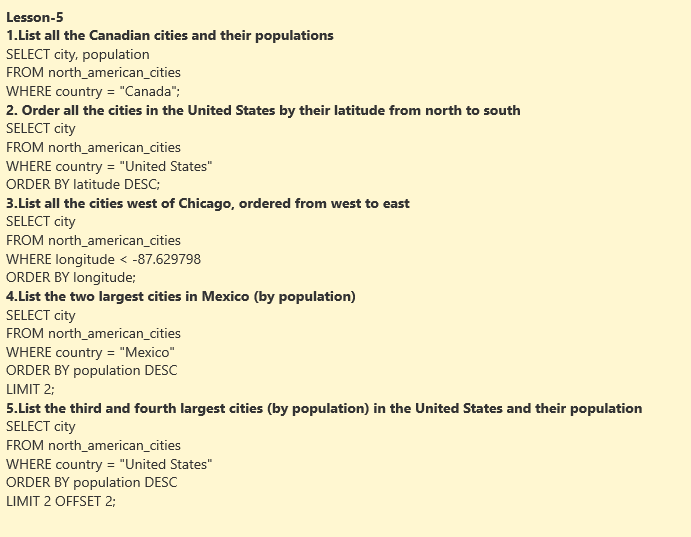 Lesson-5
1.List all the Canadian cities and their populations
SELECT city, population
FROM north_american_cities
WHERE country = "Canada";
2. Order all the cities in the United States by their latitude from north to south
SELECT city
FROM north_american_cities
WHERE country = "United States"
ORDER BY latitude DESC;
3.List all the cities west of Chicago, ordered from west to east
SELECT city
FROM north_american_cities
WHERE longitude < -87.629798
ORDER BY longitude;
4.List the two largest cities in Mexico (by population)
SELECT city
FROM north_american_cities
WHERE country = "Mexico"
ORDER BY population DESC
LIMIT 2;
5.List the third and fourth largest cities (by population) in the United States and their population
SELECT city
FROM north_american_cities
WHERE country = "United States"
ORDER BY population DESC
LIMIT 2 OFFSET 2;